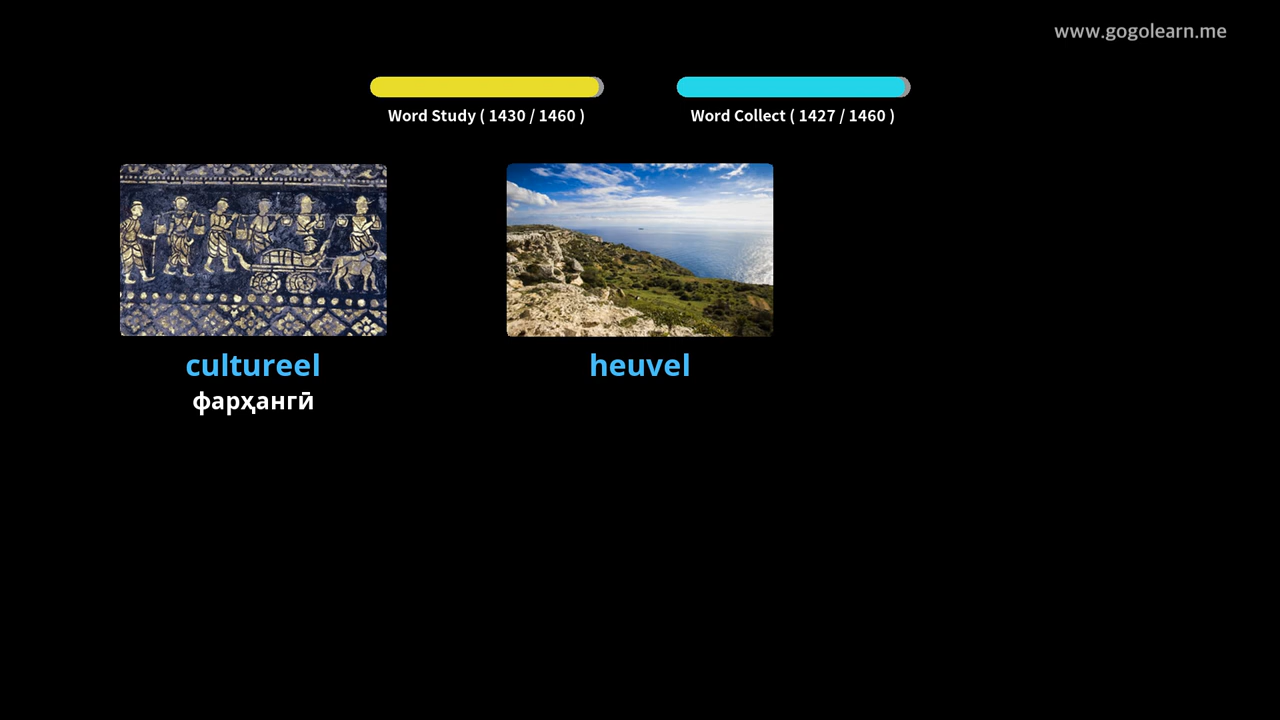 www.gogolearn.me
Word Study ( 1430 / 1460 )
Word Collect ( 1427 / 1460 )
cultureel
фарҳангӣ
heuvel